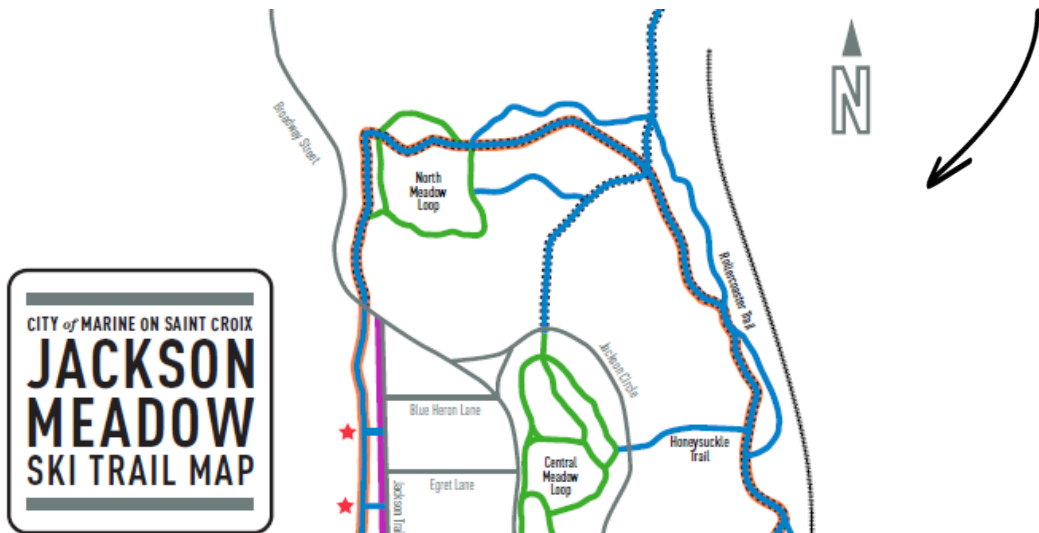 Broadway Street
N
North
Meadow
Loop
Rollercoaster Trail
CITY of MARINE ON SAINT CROIX
JACKSON
MEADOW
SKI TRAIL MAP
Jackson Circle
Blue Heron Lane
Honeysuckle
Trail
Central
Meadow
Loop
Egret Lane
Jackson Trai